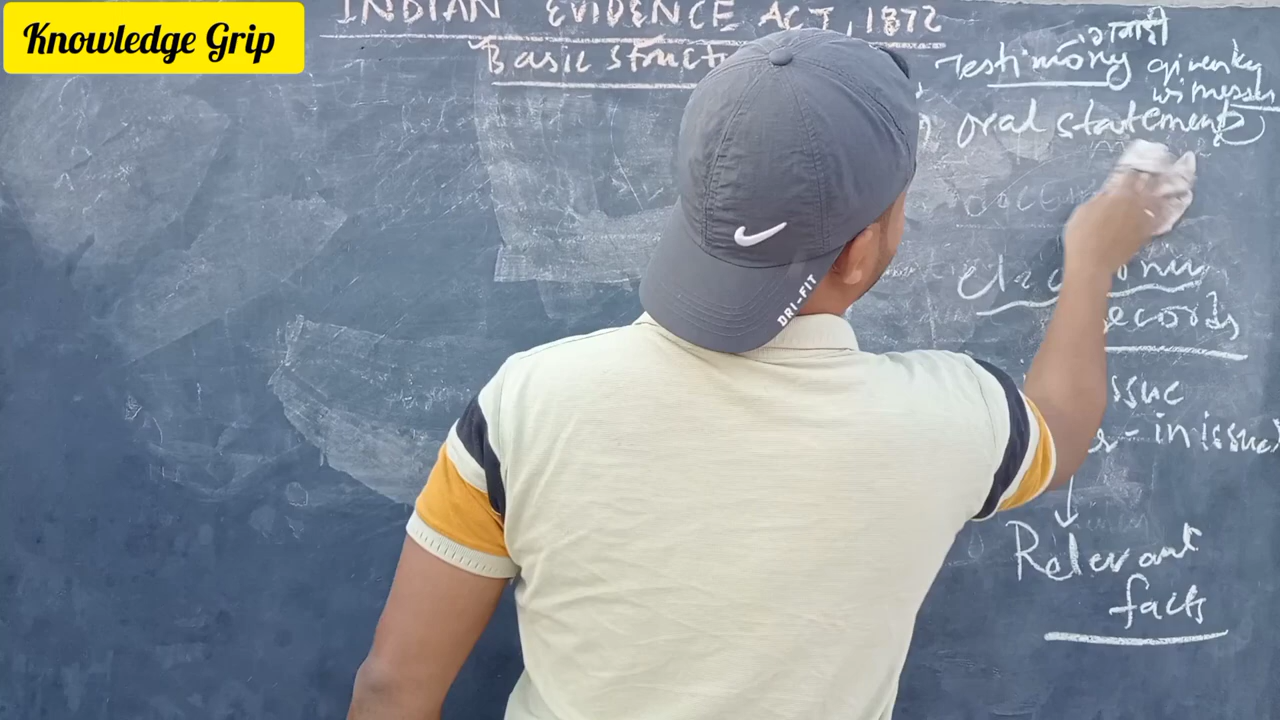 Knowledge Grip
INDIAN EVIDENCE ACT, 1872
Basic Struct
गवाही
Testimony given by
witnesses
oral statements
records
issue
- in issue
Relevant
facts
DRI-FIT